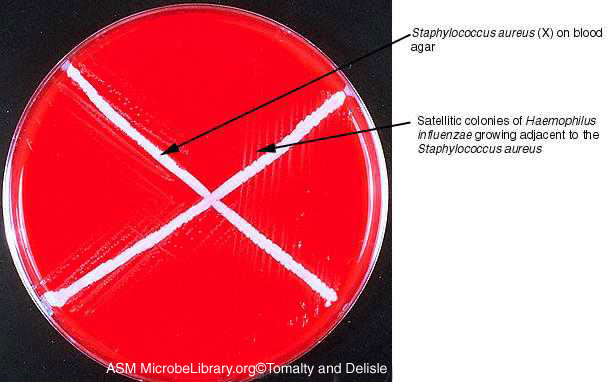 Staphylococcus aureus (X) on blood
agar
Satellitic colonies of Haemophilus
influenzae growing adjacent to the
Staphylococcus aureus
ASM MicrobeLibrary.org©Tomalty and Delisle